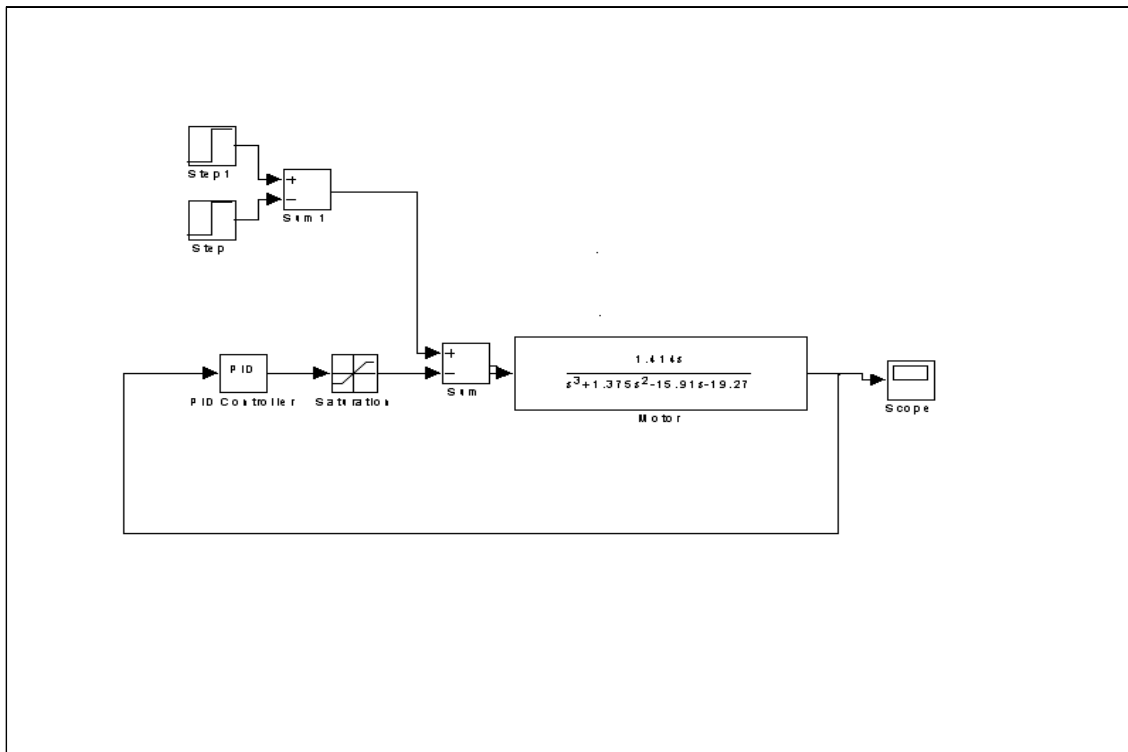 Step1
+
−
Sum1
Step
PID
PID Controller
Saturation
+
−
Sum
1.414s
s3+1.375s2-15.91s-19.27
Motor
Scope